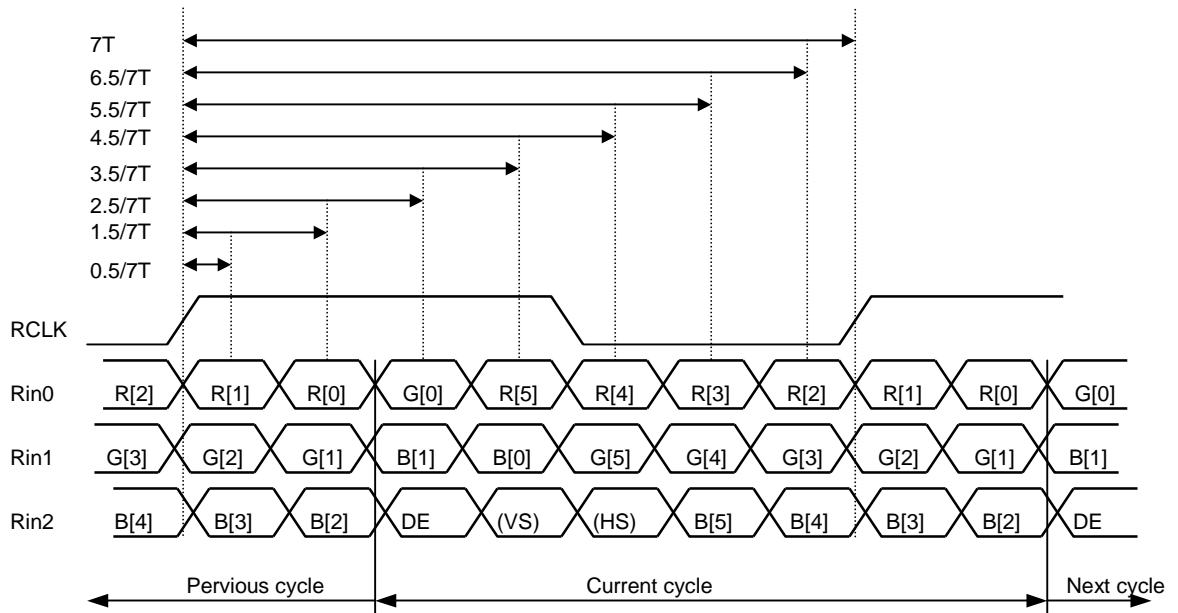 7T
6.5/7T
5.5/7T
4.5/7T
3.5/7T
2.5/7T
1.5/7T
0.5/7T
RCLK
Rin0 R[2] R[1] R[0] G[0] R[5] R[4] R[3] R[2] R[1] R[0] G[0]
Rin1 G[3] G[2] G[1] B[1] B[0] G[5] G[4] G[3] G[2] G[1] B[1]
Rin2 B[4] B[3] B[2] DE (VS) (HS) B[5] B[4] B[3] B[2] DE
Pervious cycle Current cycle Next cycle